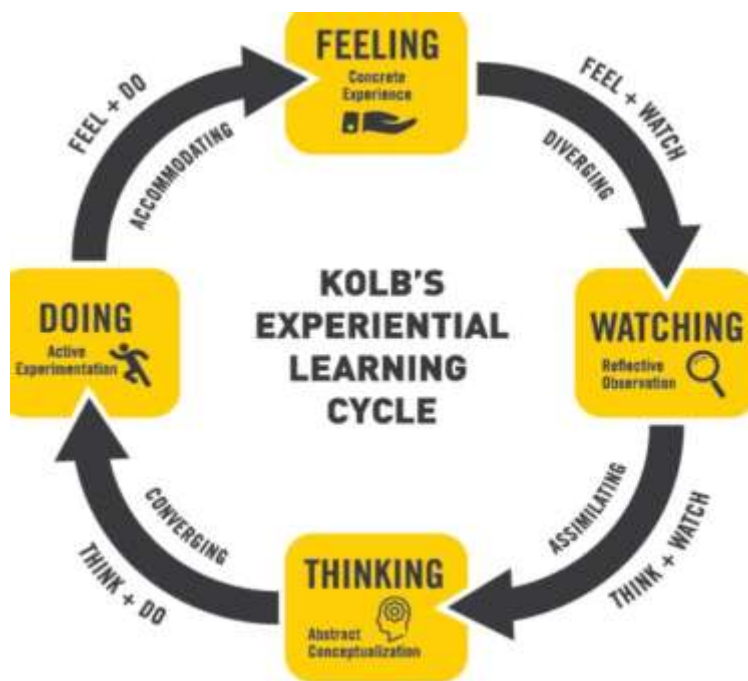 FEELING
Concrete
Experience
FEEL + DO
ACCOMMODATING
FEEL + WATCH
DIVERGING
DOING
Active
Experimentation
KOLB'S
EXPERIENTIAL
LEARNING
CYCLE
WATCHING
Reflective
Observation
CONVERGING
THINK + DO
ASSIMILATING
THINK + WATCH
THINKING
Abstract
Conceptualization